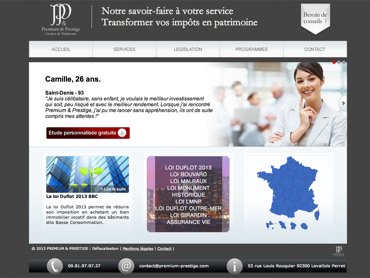 Notre savoir-faire à votre service
Transformer vos impôts en patrimoine
Besoin de
conseils ?
Premium & Prestige
ACCUEIL
SERVICES
LEGISLATION
PROGRAMMES
CONTACT
Camille, 26 ans.
Saint-Denis - 93
"Je suis célibataire, sans enfant, je voulais le meilleur investissement
qui soit, peu risqué et avec le meilleur rendement. Lorsque j'ai rencontré
Premium & Prestige, j'ai pu me lancer sans appréhension, ils ont de suite
compris mes attentes !"
Etude personnalisée gratuite
Lire la suite
La loi Duflot 2013 BBC
La loi Duflot 2013 permet de réduire
son imposition en achetant un bien
immobilier locatif dans des bâtiments
dits Basse Consommation.
LOI DUFLOT 2013
LOI BOUVARD
LOI MALRAUX
LOI MONUMENT
HISTORIQUE
LOI LMNP
LOI DUFLOT OUTRE-MER
LOI GIRARDIN
ASSURANCE VIE
© 2013 PREMIUM & PRESTIGE - Défiscalisation | Mentions légales | Contact |
09.81.97.97.27
contact@premium-prestige.com
53 rue Louis Rouquier 92300 Levallois Perret